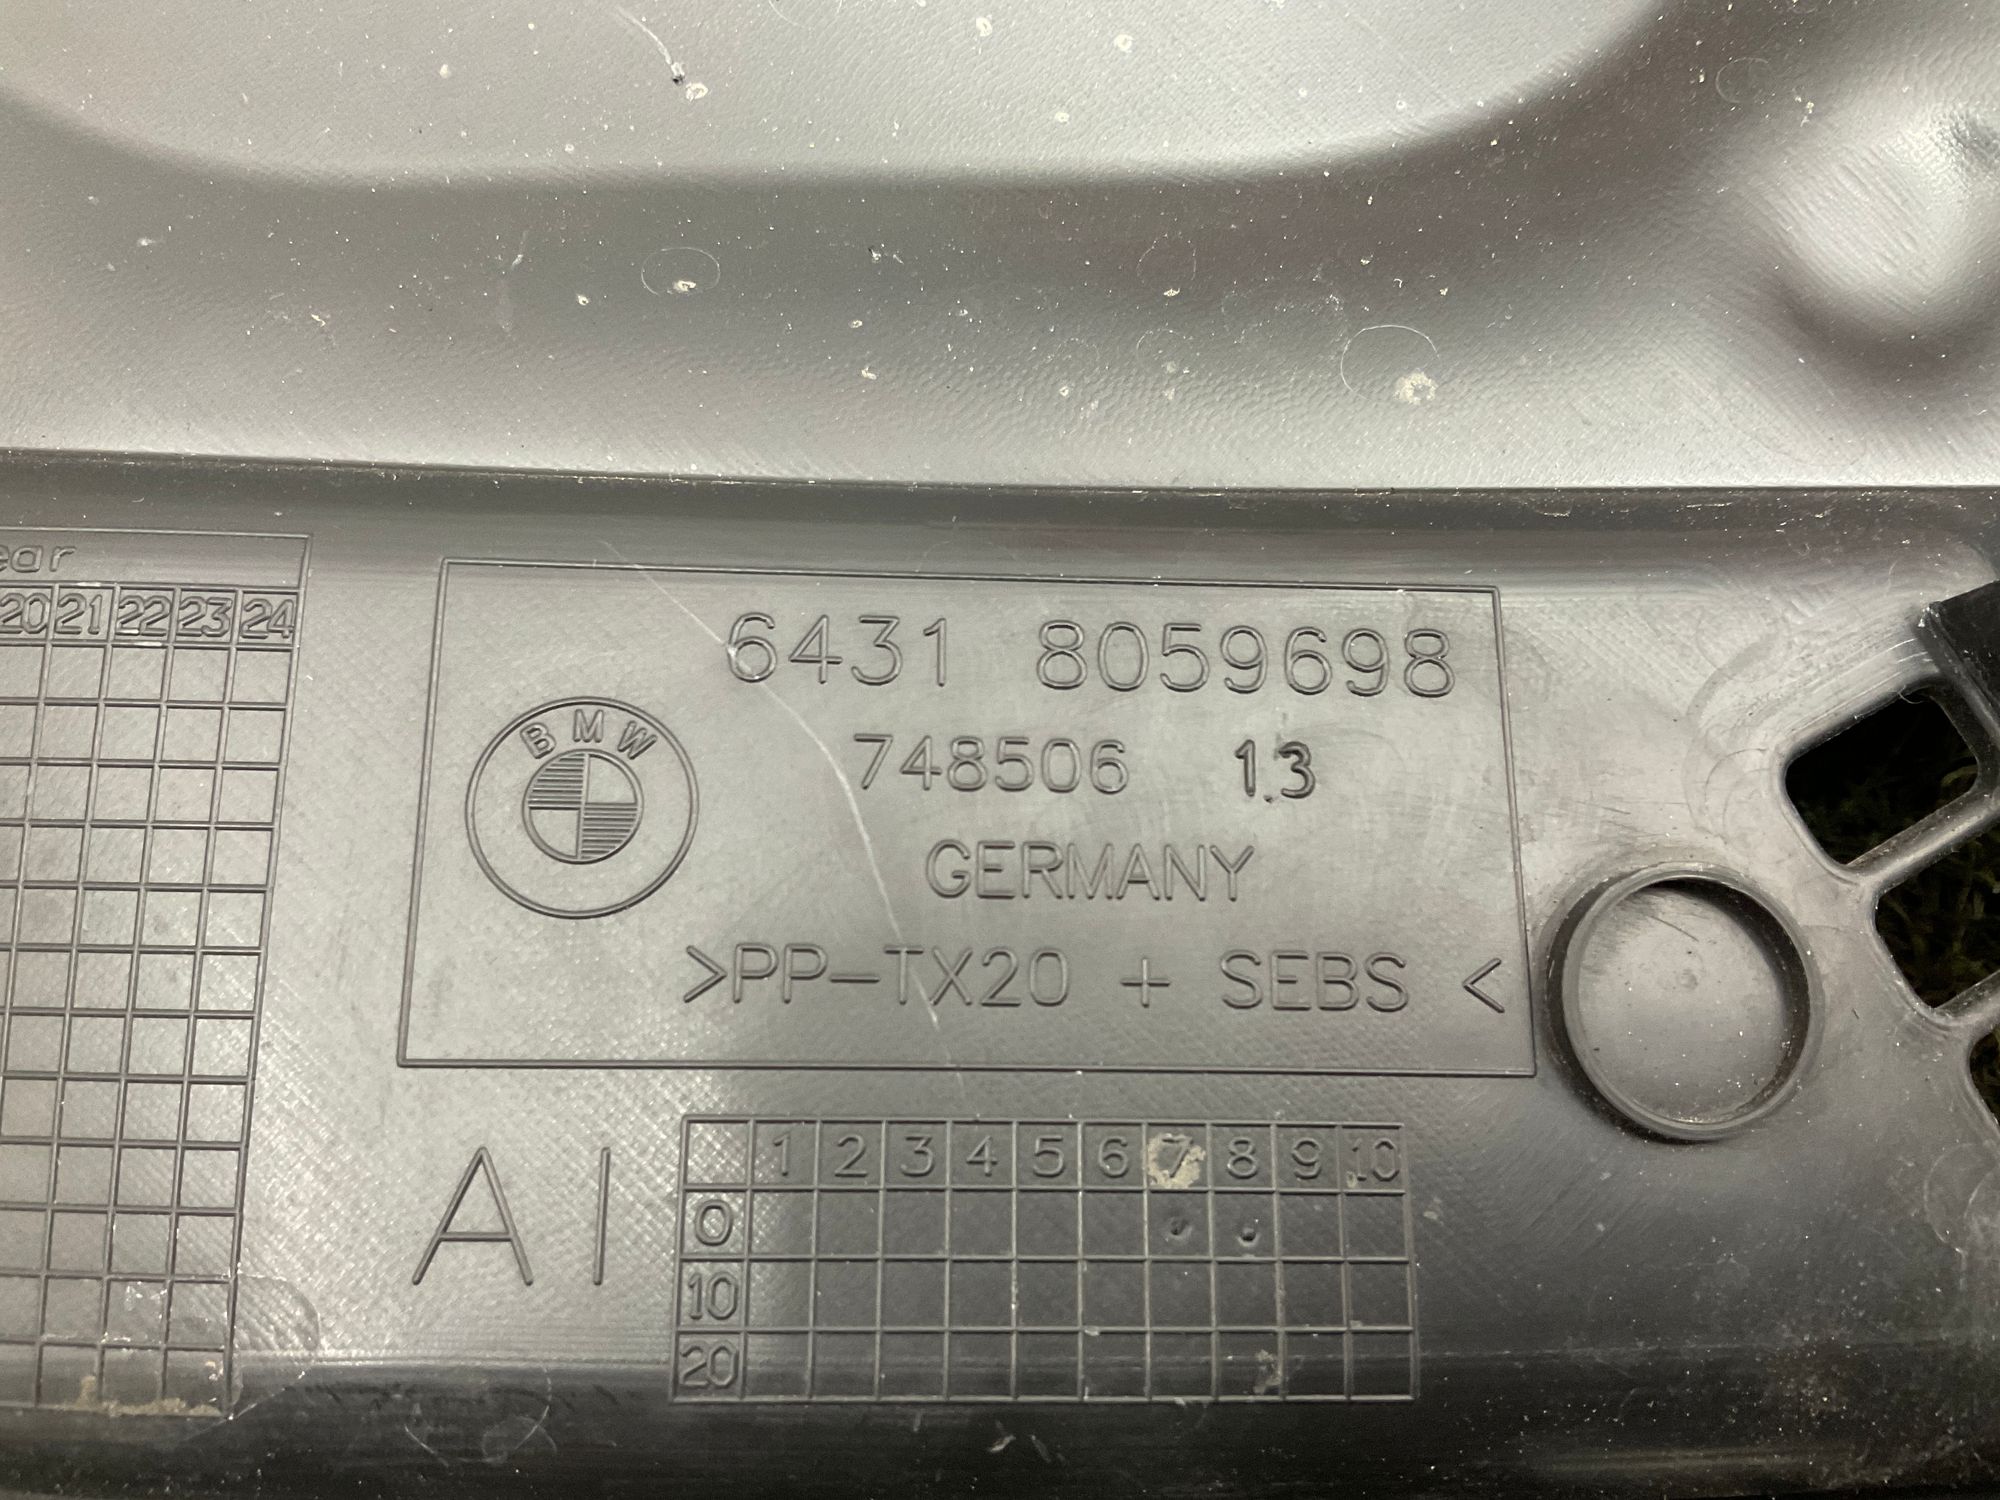 ear
20 21 22 23 24
BMW
6431 8059698
748506 13
GERMANY
>PP-TX20 + SEBS <
AI
1 2 3 4 5 6 7 8 9 10
0
10
20